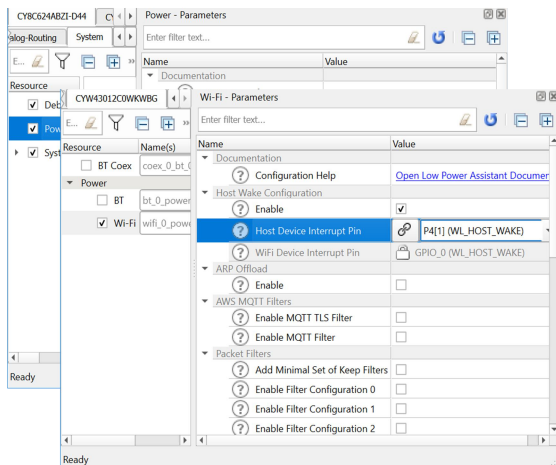 CY8C624ABZI-D44
Power - Parameters
alog-Routing
System
Enter filter text...
E...
Name
Value
Resource
Documentation
Deb
Pow
Syst
Ready
CYW43012C0WKWBG
Wi-Fi - Parameters
E...
Enter filter text...
Resource
Name(s)
Name
Value
BT Coex
coex_0_bt_
Documentation
Configuration Help
Open Low Power Assistant Documen
Power
Host Wake Configuration
BT
bt_0_power
Enable
Wi-Fi
wifi_0_powe
Host Device Interrupt Pin
P4[1] (WL_HOST_WAKE)
WiFi Device Interrupt Pin
GPIO_0 (WL_HOST_WAKE)
ARP Offload
Enable
AWS MQTT Filters
Enable MQTT TLS Filter
Enable MQTT Filter
Packet Filters
Add Minimal Set of Keep Filters
Enable Filter Configuration 0
Enable Filter Configuration 1
Enable Filter Configuration 2
Ready